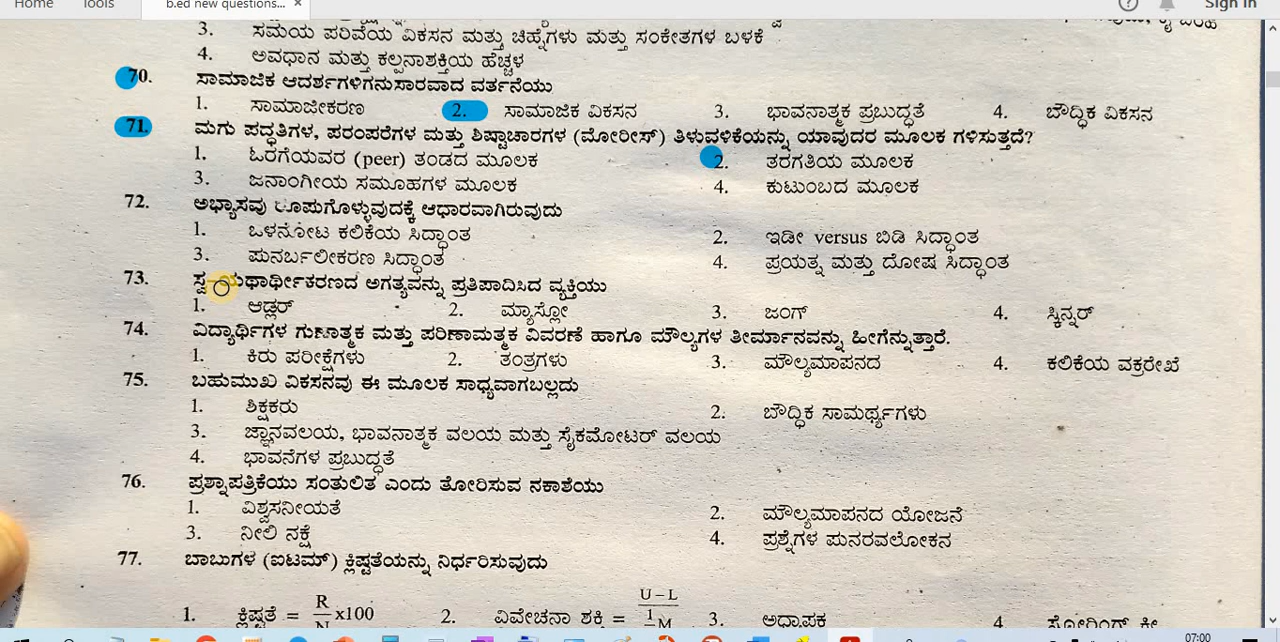 Home Tools b.ed new questions... × Sign In
3. ಸಮಯ ಪರಿವೆಯ ವಿಕಸನ ಮತ್ತು ಚಿಹ್ನೆಗಳು ಮತ್ತು ಸಂಕೇತಗಳ ಬಳಕೆ
4. ಅವಧಾನ ಮತ್ತು ಕಲ್ಪನಾಶಕ್ತಿಯ ಹೆಚ್ಚಳ
70. ಸಾಮಾಜಿಕ ಆದರ್ಶಗಳಿಗನುಸಾರವಾದ ವರ್ತನೆಯು
1. ಸಾಮಾಜೀಕರಣ 2. ಸಾಮಾಜಿಕ ವಿಕಸನ 3. ಭಾವನಾತ್ಮಕ ಪ್ರಬುದ್ಧತೆ 4. ಬೌದ್ಧಿಕ ವಿಕಸನ
71. ಮಗು ಪದ್ಧತಿಗಳ, ಪರಂಪರೆಗಳ ಮತ್ತು ಶಿಷ್ಟಾಚಾರಗಳ (ಮೋರೀಸ್) ತಿಳುವಳಿಕೆಯನ್ನು ಯಾವುದರ ಮೂಲಕ ಗಳಿಸುತ್ತದೆ?
1. ಓರಗೆಯವರ (peer) ತಂಡದ ಮೂಲಕ 2. ತರಗತಿಯ ಮೂಲಕ
3. ಜನಾಂಗೀಯ ಸಮೂಹಗಳ ಮೂಲಕ 4. ಕುಟುಂಬದ ಮೂಲಕ
72. ಅಭ್ಯಾಸವು ರೂಪುಗೊಳ್ಳುವುದಕ್ಕೆ ಆಧಾರವಾಗಿರುವುದು
1. ಒಳನೋಟ ಕಲಿಕೆಯ ಸಿದ್ಧಾಂತ 2. ಇಡೀ versus ಬಿಡಿ ಸಿದ್ಧಾಂತ
3. ಪುನರ್ಬಲೀಕರಣ ಸಿದ್ಧಾಂತ 4. ಪ್ರಯತ್ನ ಮತ್ತು ದೋಷ ಸಿದ್ಧಾಂತ
73. ಸ್ವ-ಯಥಾರ್ಥೀಕರಣದ ಅಗತ್ಯವನ್ನು ಪ್ರತಿಪಾದಿಸಿದ ವ್ಯಕ್ತಿಯು
1. ಆಡ್ಲರ್ 2. ಮ್ಯಾಸ್ಲೋ 3. ಜಂಗ್ 4. ಸ್ಕಿನ್ನರ್
74. ವಿದ್ಯಾರ್ಥಿಗಳ ಗುಣಾತ್ಮಕ ಮತ್ತು ಪರಿಣಾಮತ್ಮಕ ವಿವರಣೆ ಹಾಗೂ ಮೌಲ್ಯಗಳ ತೀರ್ಮಾನವನ್ನು ಹೀಗೆನ್ನುತ್ತಾರೆ.
1. ಕಿರು ಪರೀಕ್ಷೆಗಳು 2. ತಂತ್ರಗಳು 3. ಮೌಲ್ಯಮಾಪನದ 4. ಕಲಿಕೆಯ ವಕ್ರರೇಖೆ
75. ಬಹುಮುಖ ವಿಕಸನವು ಈ ಮೂಲಕ ಸಾಧ್ಯವಾಗಬಲ್ಲದು
1. ಶಿಕ್ಷಕರು 2. ಬೌದ್ಧಿಕ ಸಾಮರ್ಥ್ಯಗಳು
3. ಜ್ಞಾನವಲಯ, ಭಾವನಾತ್ಮಕ ವಲಯ ಮತ್ತು ಸೈಕಮೋಟರ್ ವಲಯ
4. ಭಾವನೆಗಳ ಪ್ರಬುದ್ಧತೆ
76. ಪ್ರಶ್ನಾಪತ್ರಿಕೆಯು ಸಂತುಲಿತ ಎಂದು ತೋರಿಸುವ ನಕಾಶೆಯು
1. ವಿಶ್ವಸನೀಯತೆ 2. ಮೌಲ್ಯಮಾಪನದ ಯೋಜನೆ
3. ನೀಲಿ ನಕ್ಷೆ 4. ಪ್ರಶ್ನೆಗಳ ಪುನರವಲೋಕನ
77. ಬಾಬುಗಳ (ಐಟಮ್) ಕ್ಲಿಷ್ಟತೆಯನ್ನು ನಿರ್ಧರಿಸುವುದು
1. ಕ್ಲಿಷ್ಟತೆ = R/N x100 2. ವಿವೇಚನಾ ಶಕ್ತಿ = U-L 3. ಅಧ್ಯಾಪಕ 4.
07:00